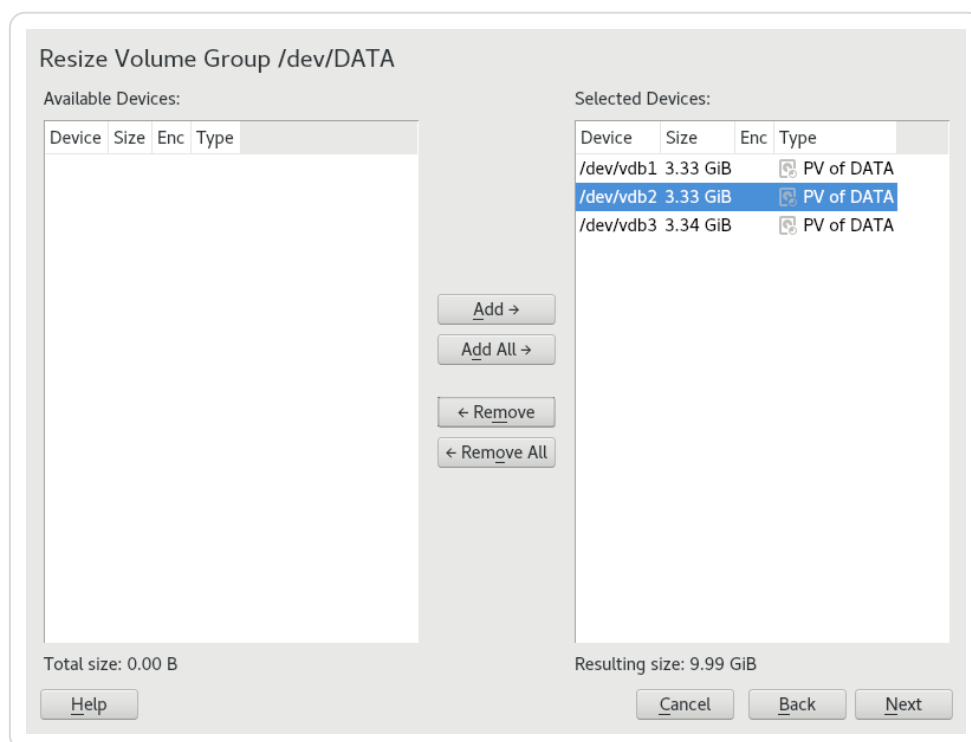 Resize Volume Group /dev/DATA
Available Devices:
Device Size Enc Type
Selected Devices:
Device Size Enc Type
/dev/vdb1 3.33 GiB PV of DATA
/dev/vdb2 3.33 GiB PV of DATA
/dev/vdb3 3.34 GiB PV of DATA
Add →
Add All →
← Remove
← Remove All
Total size: 0.00 B
Resulting size: 9.99 GiB
Help
Cancel
Back
Next